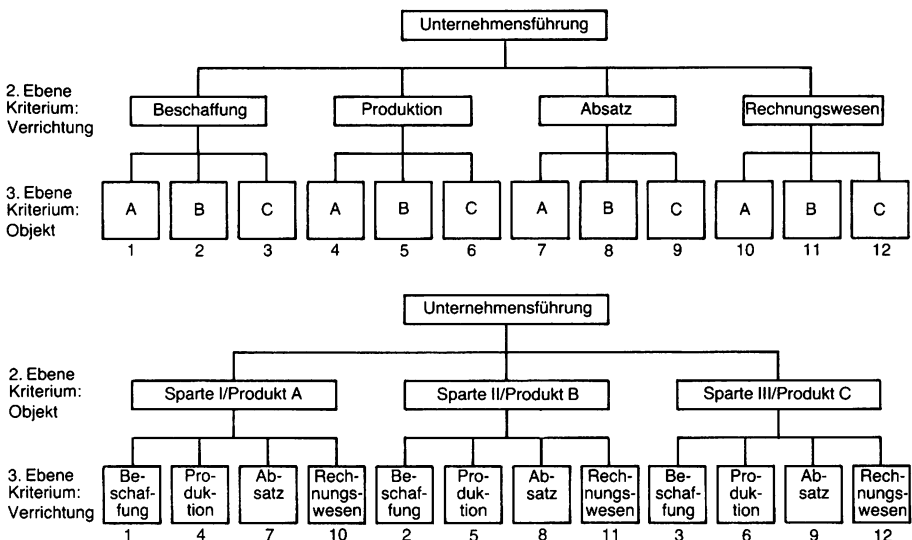 Unternehmensführung
2. Ebene
Kriterium:
Verrichtung
Beschaffung Produktion Absatz Rechnungswesen
3. Ebene
Kriterium:
Objekt
A B C A B C A B C A B C
1 2 3 4 5 6 7 8 9 10 11 12
Unternehmensführung
2. Ebene
Kriterium:
Objekt
Sparte I/Produkt A Sparte II/Produkt B Sparte III/Produkt C
3. Ebene
Kriterium:
Verrichtung
Be-
schaf-
fung
Pro-
duk-
tion
Ab-
satz
Rech-
nungs-
wesen
Be-
schaf-
fung
Pro-
duk-
tion
Ab-
satz
Rech-
nungs-
wesen
Be-
schaf-
fung
Pro-
duk-
tion
Ab-
satz
Rech-
nungs-
wesen
1 4 7 10 2 5 8 11 3 6 9 12